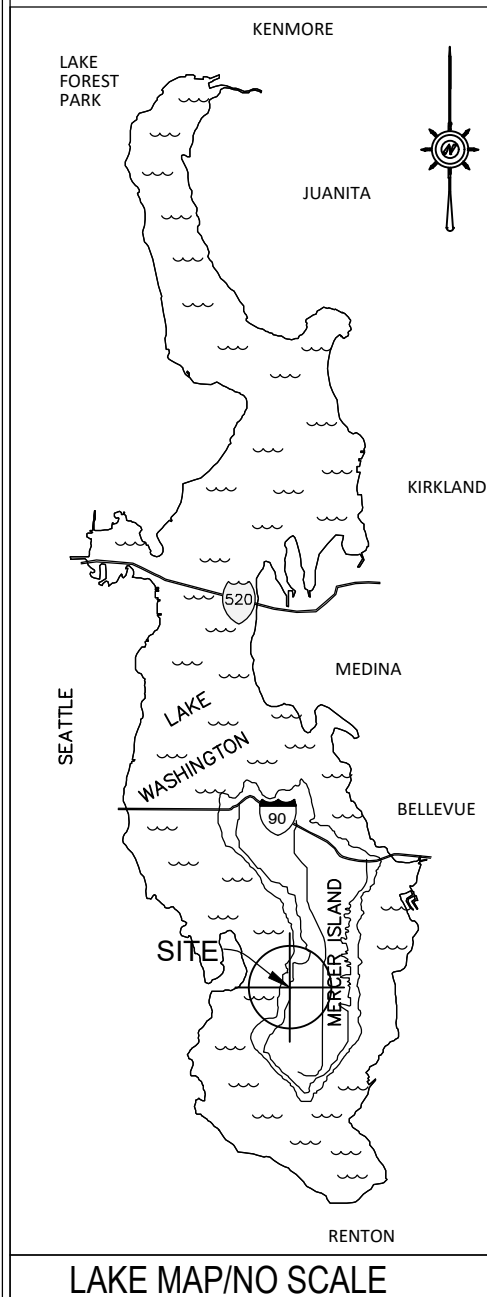 KENMORE
LAKE
FOREST
PARK
N
JUANITA
KIRKLAND
520
MEDINA
SEATTLE
LAKE
WASHINGTON
90
BELLEVUE
MERCER ISLAND
SITE
RENTON
LAKE MAP/NO SCALE